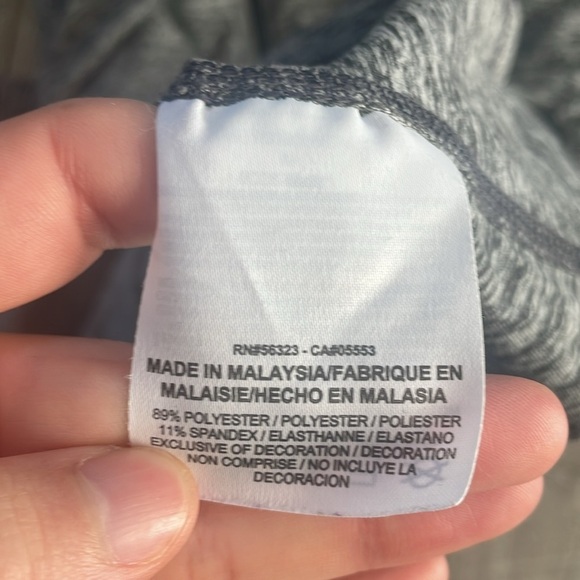 RN#56323 - CA#05553
MADE IN MALAYSIA/FABRIQUE EN
MALAISIE/HECHO EN MALASIA
89% POLYESTER / POLYESTER / POLIESTER
11% SPANDEX / ELASTHANNE / ELASTANO
EXCLUSIVE OF DECORATION / DECORATION
NON COMPRISE / NO INCLUYE LA
DECORACION